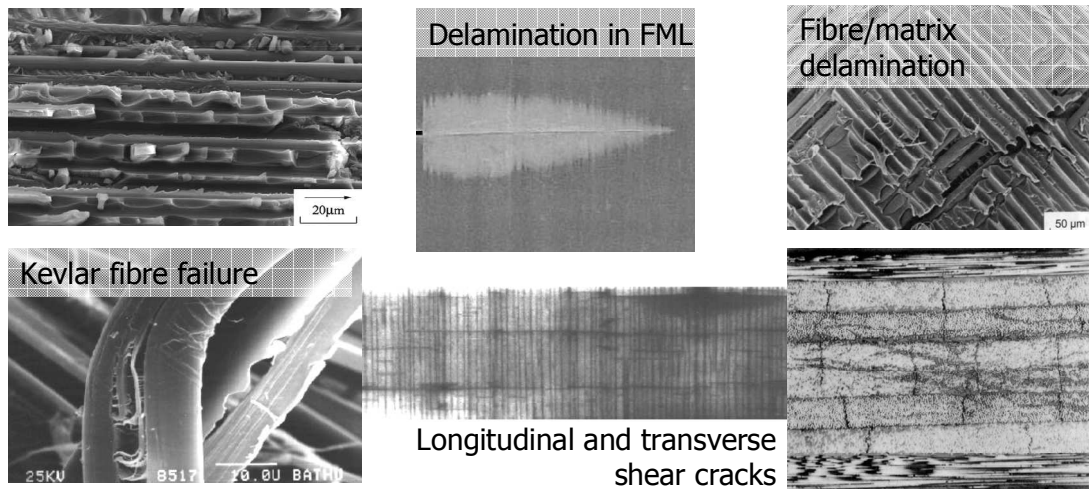 Delamination in FML
Fibre/matrix
delamination
20µm
50 µm
Kevlar fibre failure
25KV 8517 10.0U BATHU
Longitudinal and transverse
shear cracks